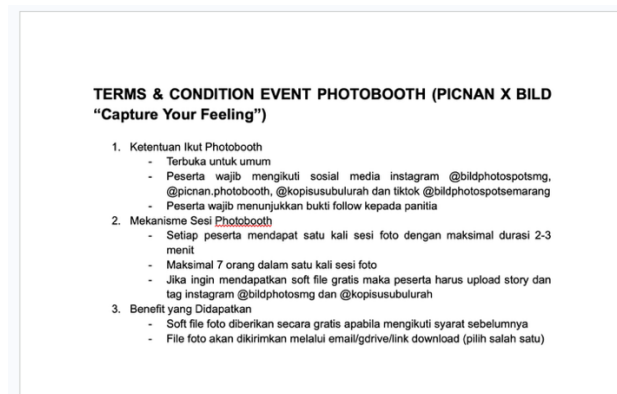 TERMS & CONDITION EVENT PHOTOBOOTH (PICNAN X BILD
“Capture Your Feeling”)
1. Ketentuan Ikut Photobooth
- Terbuka untuk umum
- Peserta wajib mengikuti sosial media instagram @bildphotospotsmg,
@picnan.photobooth, @kopisusubulurah dan tiktok @bildphotospotsemarang
- Peserta wajib menunjukkan bukti follow kepada panitia
2. Mekanisme Sesi Photobooth
- Setiap peserta mendapat satu kali sesi foto dengan maksimal durasi 2-3
menit
- Maksimal 7 orang dalam satu kali sesi foto
- Jika ingin mendapatkan soft file gratis maka peserta harus upload story dan
tag instagram @bildphotosmg dan @kopisusubulurah
3. Benefit yang Didapatkan
- Soft file foto diberikan secara gratis apabila mengikuti syarat sebelumnya
- File foto akan dikirimkan melalui email/gdrive/link download (pilih salah satu)